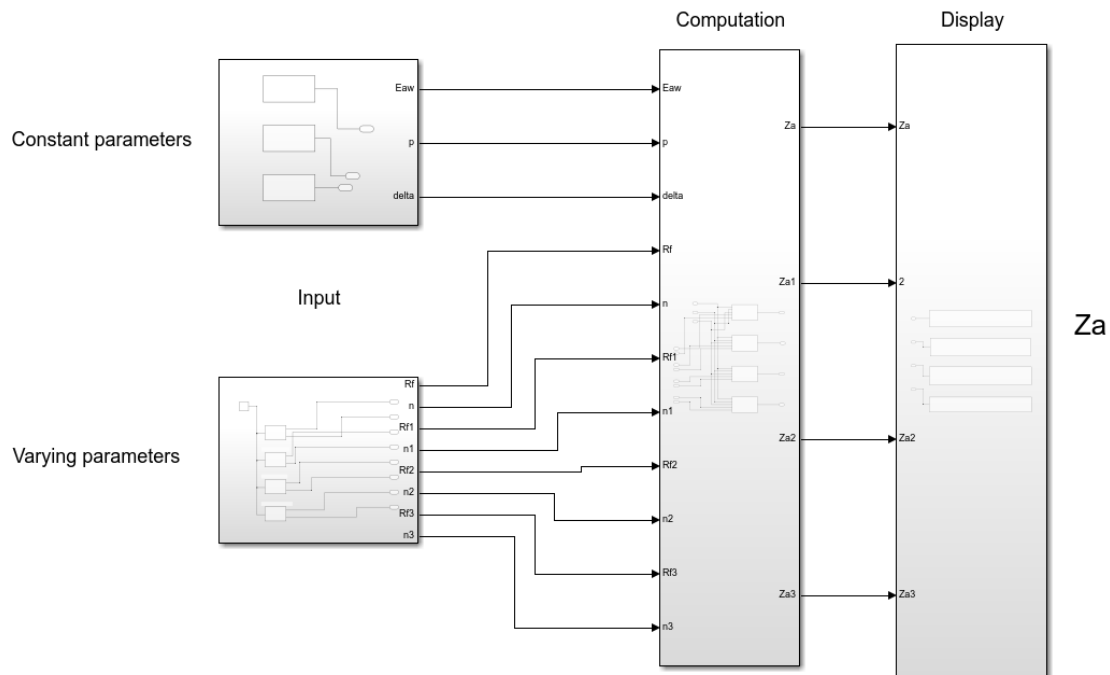 Computation
Display
Constant parameters
Eaw
p
delta
Input
Varying parameters
Rf
n
Rf1
n1
Rf2
n2
Rf3
n3
Eaw
p
delta
Rf
n
Rf1
n1
Rf2
n2
Rf3
n3
Za
Za1
Za2
Za3
Za
2
Za2
Za3
Za